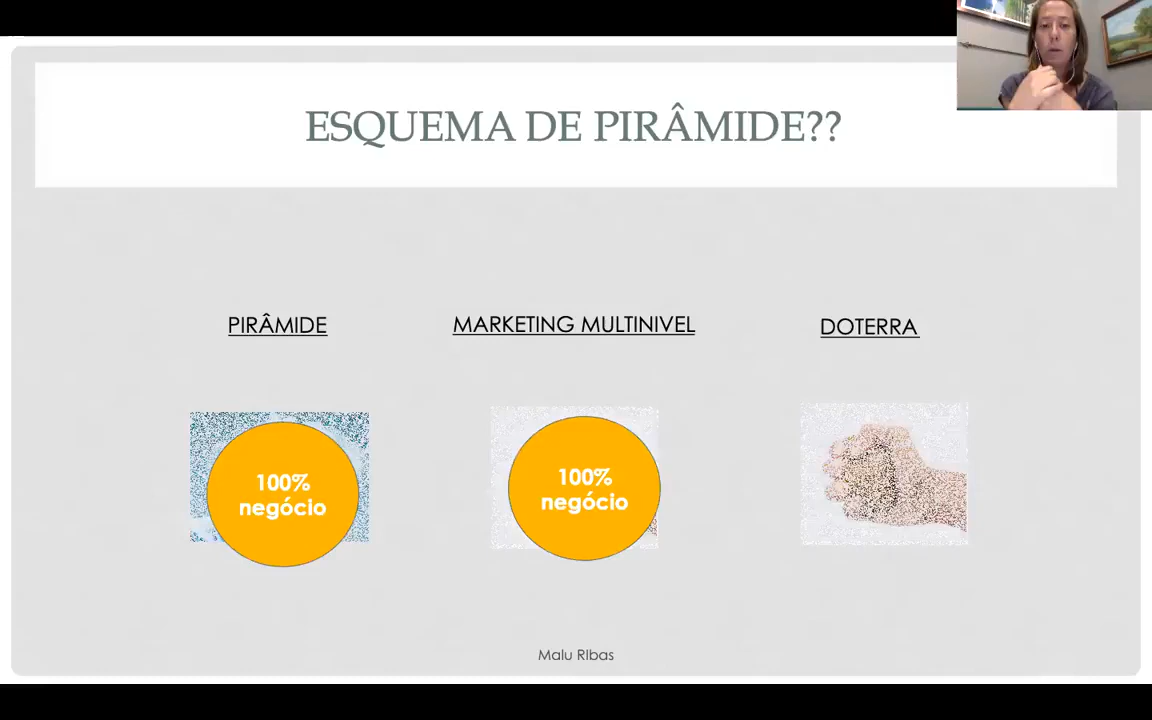 ESQUEMA DE PIRÂMIDE??
PIRÂMIDE
MARKETING MULTINIVEL
DOTERRA
100%
negócio
100%
negócio
Malu RIbas